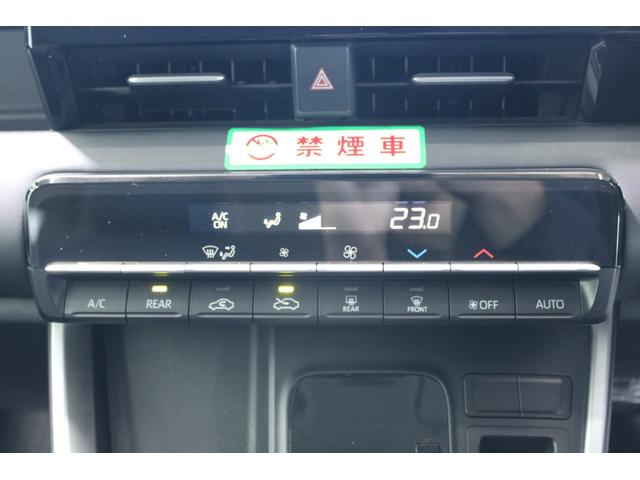 禁煙車
A/C ON 23.0
A/C REAR REAR FRONT OFF AUTO